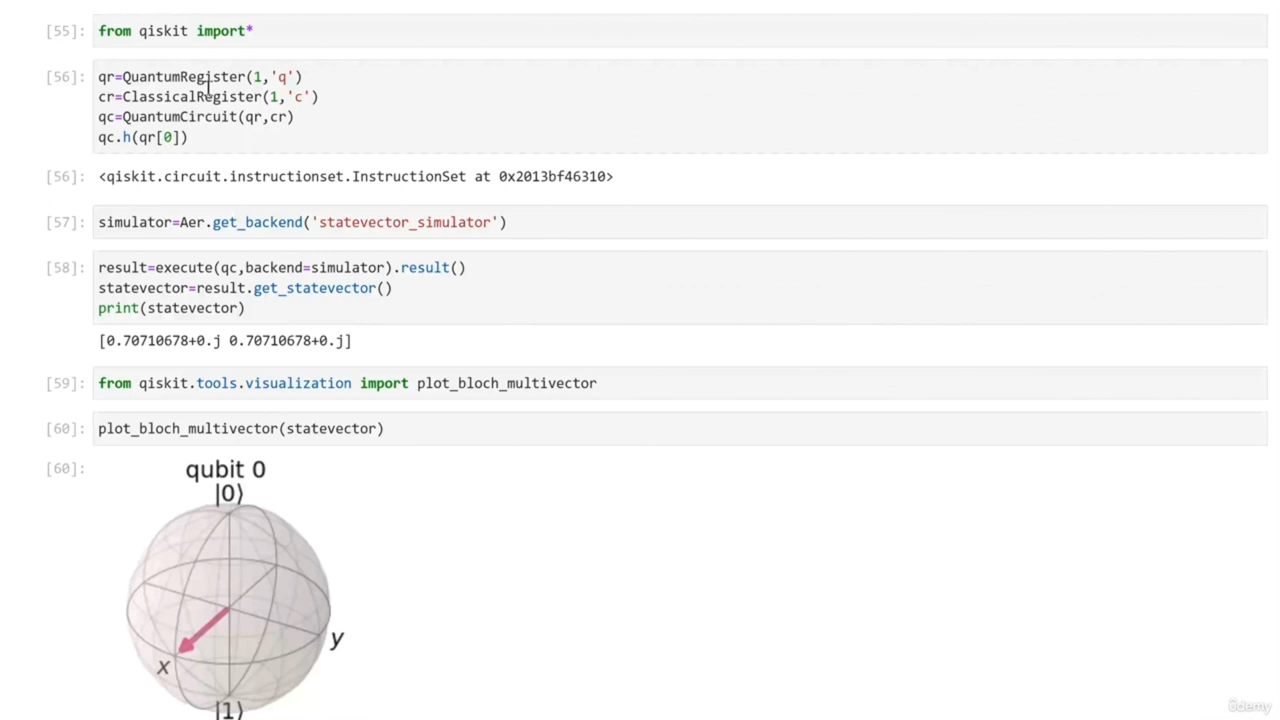 [55]: from qiskit import*
[56]: qr=QuantumRegister(1,'q')
cr=ClassicalRegister(1,'c')
qc=QuantumCircuit(qr,cr)
qc.h(qr[0])
[56]: <qiskit.circuit.instructionset.InstructionSet at 0x2013bf46310>
[57]: simulator=Aer.get_backend('statevector_simulator')
[58]: result=execute(qc,backend=simulator).result()
statevector=result.get_statevector()
print(statevector)
[0.70710678+0.j 0.70710678+0.j]
[59]: from qiskit.tools.visualization import plot_bloch_multivector
[60]: plot_bloch_multivector(statevector)
[60]:
qubit 0
|0⟩
y
x
|1⟩
ûdemy